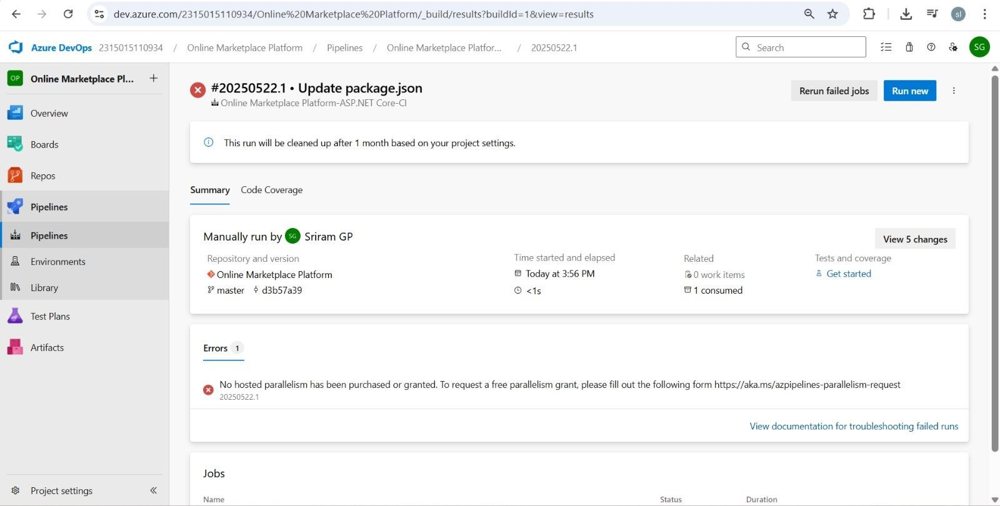 dev.azure.com/2315015110934/Online%20Marketplace%20Platform/_build/results?buildId=1&view=results
sl
Azure DevOps 2315015110934 / Online Marketplace Platform / Pipelines / Online Marketplace Platfor... / 20250522.1
Search
SG
OP Online Marketplace Pl... +
Overview
Boards
Repos
Pipelines
Pipelines
Environments
Library
Test Plans
Artifacts
Project settings
#20250522.1 • Update package.json
Online Marketplace Platform-ASP.NET Core-CI
Rerun failed jobs
Run new
This run will be cleaned up after 1 month based on your project settings.
Summary Code Coverage
Manually run by SG Sriram GP
View 5 changes
Repository and version
Online Marketplace Platform
master d3b57a39
Time started and elapsed
Today at 3:56 PM
<1s
Related
0 work items
1 consumed
Tests and coverage
Get started
Errors 1
No hosted parallelism has been purchased or granted. To request a free parallelism grant, please fill out the following form https://aka.ms/azpipelines-parallelism-request
20250522.1
View documentation for troubleshooting failed runs
Jobs
Name Status Duration